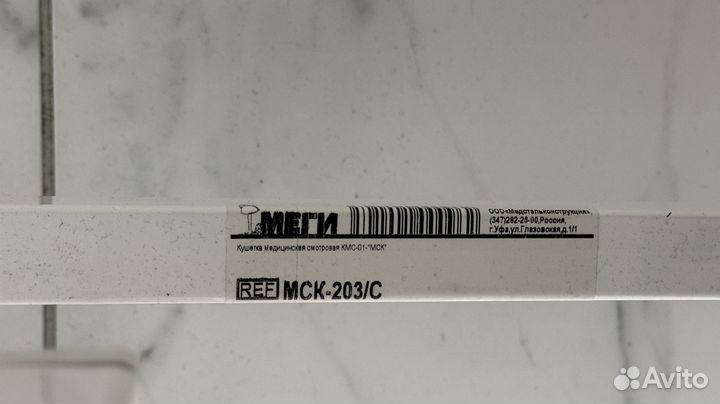 МЕГИ
ООО«Медстальконструкция»,
(347)292-28-00,Россия,
г.Уфа,ул.Глазовская,д.1/1
Кушетка медицинская смотровая КМС-01-"МСК"
REF МСК-203/С
Avito